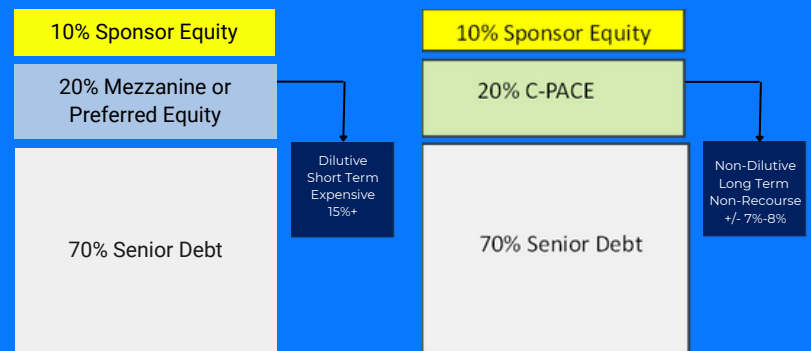 10% Sponsor Equity
20% Mezzanine or
Preferred Equity
Dilutive
Short Term
Expensive
15%+
70% Senior Debt
10% Sponsor Equity
20% C-PACE
Non-Dilutive
Long Term
Non-Recourse
+/- 7%-8%
70% Senior Debt